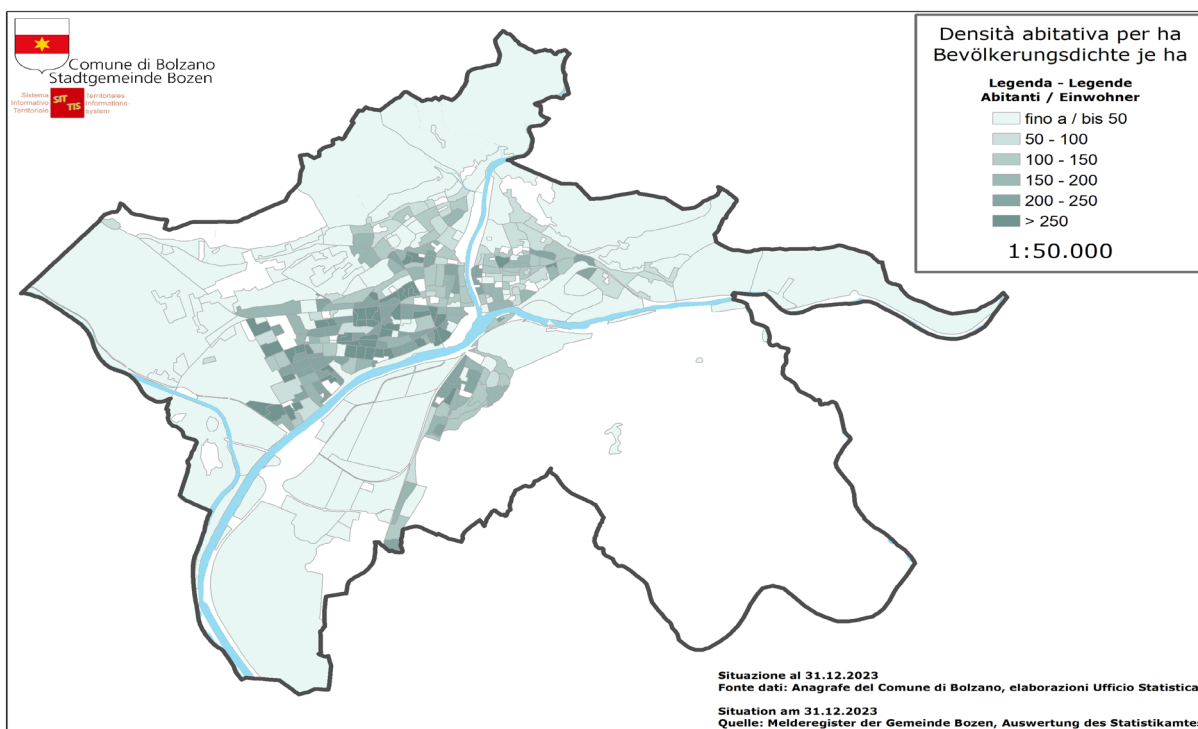 Comune di Bolzano
Stadtgemeinde Bozen
Sistema
Informativo
Territoriale
SIT
TIS
Territoriales
Informations-
system
Densità abitativa per ha
Bevölkerungsdichte je ha
Legenda - Legende
Abitanti / Einwohner
fino a / bis 50
50 - 100
100 - 150
150 - 200
200 - 250
> 250
1:50.000
Situazione al 31.12.2023
Fonte dati: Anagrafe del Comune di Bolzano, elaborazioni Ufficio Statistica
Situation am 31.12.2023
Quelle: Melderegister der Gemeinde Bozen, Auswertung des Statistikamtes